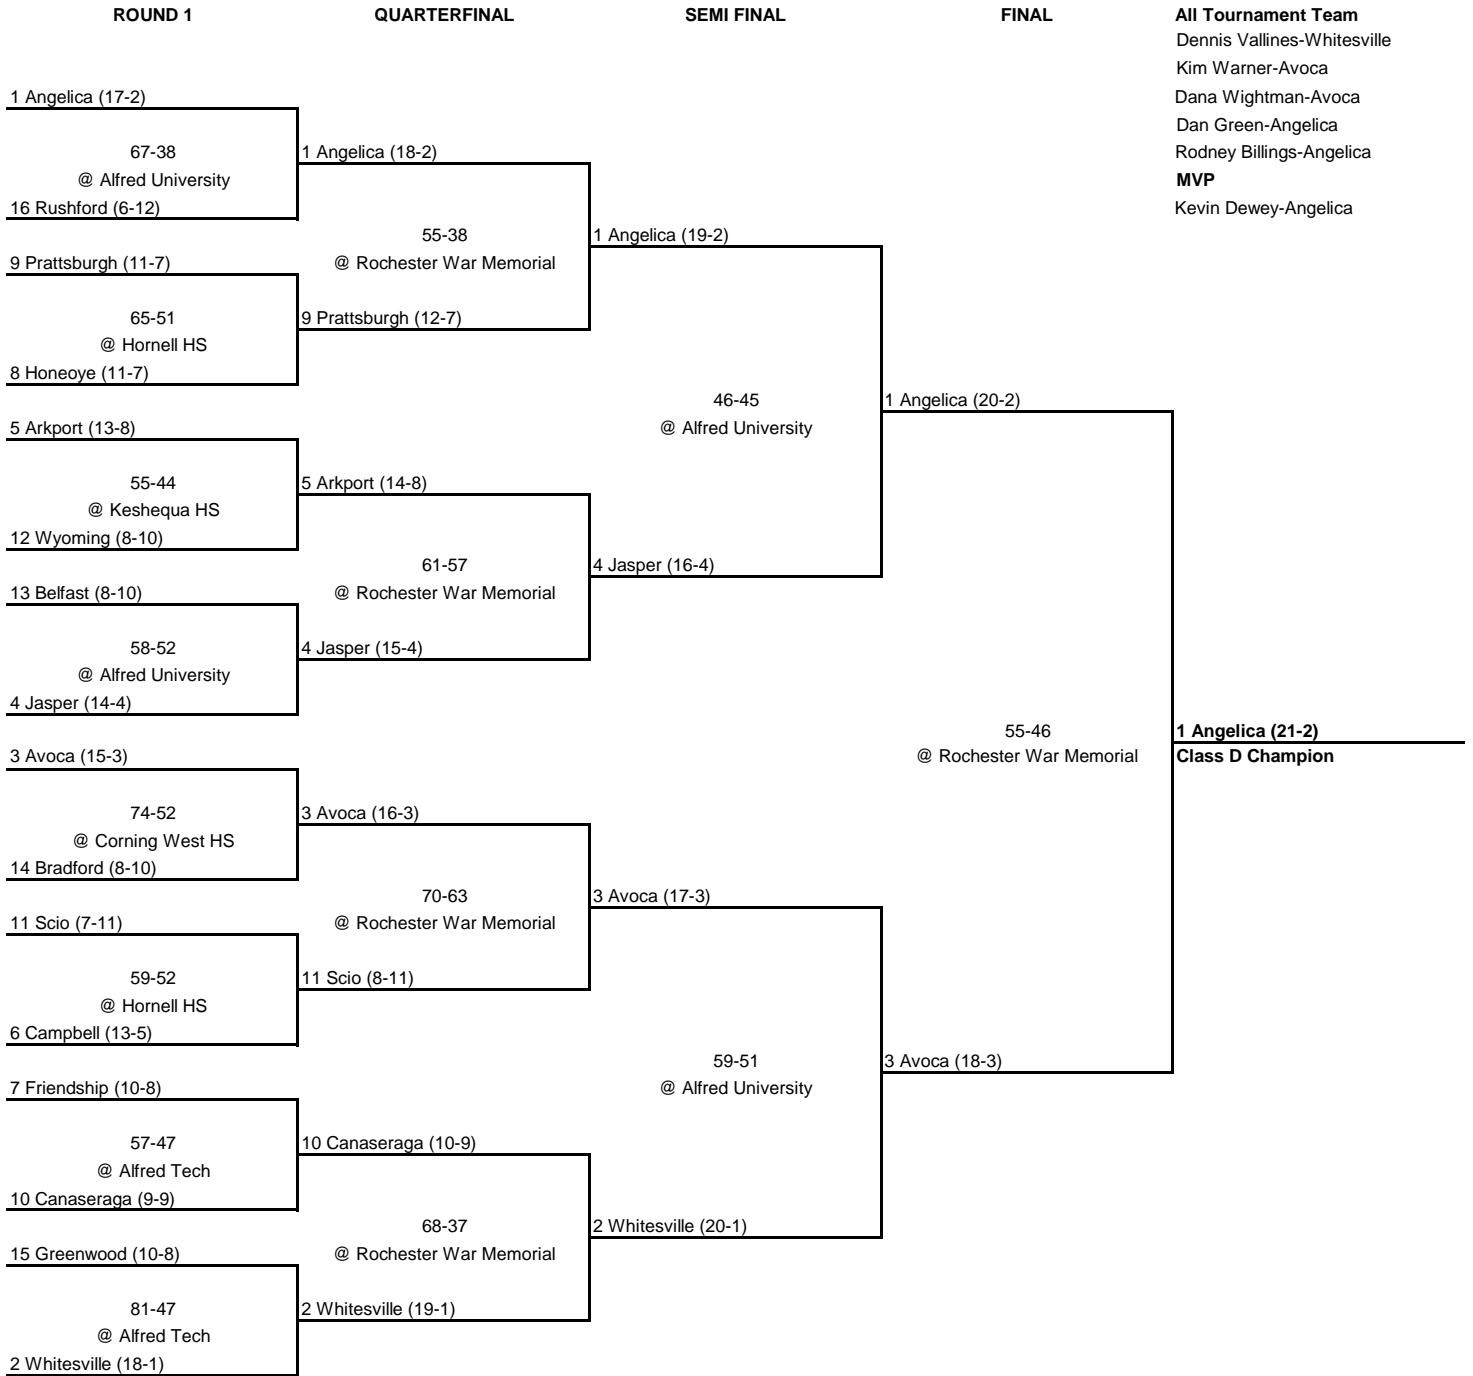 ROUND 1
QUARTERFINAL
SEMI FINAL
FINAL
All Tournament Team
Dennis Vallines-Whitesville
Kim Warner-Avoca
Dana Wightman-Avoca
Dan Green-Angelica
Rodney Billings-Angelica
MVP
Kevin Dewey-Angelica
1 Angelica (17-2)
67-38
@ Alfred University
16 Rushford (6-12)
9 Prattsburgh (11-7)
65-51
@ Hornell HS
8 Honeoye (11-7)
5 Arkport (13-8)
55-44
@ Keshequa HS
12 Wyoming (8-10)
13 Belfast (8-10)
58-52
@ Alfred University
4 Jasper (14-4)
3 Avoca (15-3)
74-52
@ Corning West HS
14 Bradford (8-10)
11 Scio (7-11)
59-52
@ Hornell HS
6 Campbell (13-5)
7 Friendship (10-8)
57-47
@ Alfred Tech
10 Canaseraga (9-9)
15 Greenwood (10-8)
81-47
@ Alfred Tech
2 Whitesville (18-1)
1 Angelica (18-2)
55-38
@ Rochester War Memorial
9 Prattsburgh (12-7)
5 Arkport (14-8)
61-57
@ Rochester War Memorial
4 Jasper (15-4)
3 Avoca (16-3)
70-63
@ Rochester War Memorial
11 Scio (8-11)
10 Canaseraga (10-9)
68-37
@ Rochester War Memorial
2 Whitesville (19-1)
1 Angelica (19-2)
46-45
@ Alfred University
4 Jasper (16-4)
3 Avoca (17-3)
59-51
@ Alfred University
2 Whitesville (20-1)
1 Angelica (20-2)
55-46
@ Rochester War Memorial
3 Avoca (18-3)
1 Angelica (21-2)
Class D Champion